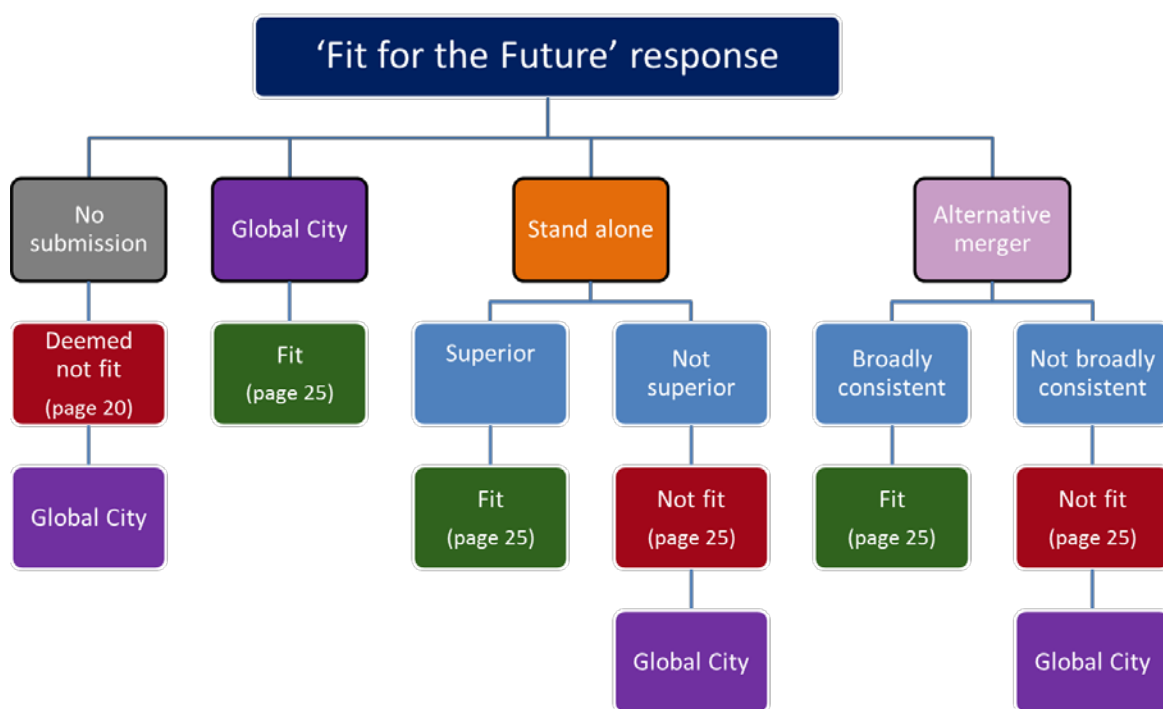 ‘Fit for the Future’ response
No
submission
Global City
Stand alone
Alternative
merger
Deemed
not fit
(page 20)
Fit
(page 25)
Superior
Not
superior
Broadly
consistent
Not broadly
consistent
Global City
Fit
(page 25)
Not fit
(page 25)
Fit
(page 25)
Not fit
(page 25)
Global City
Global City